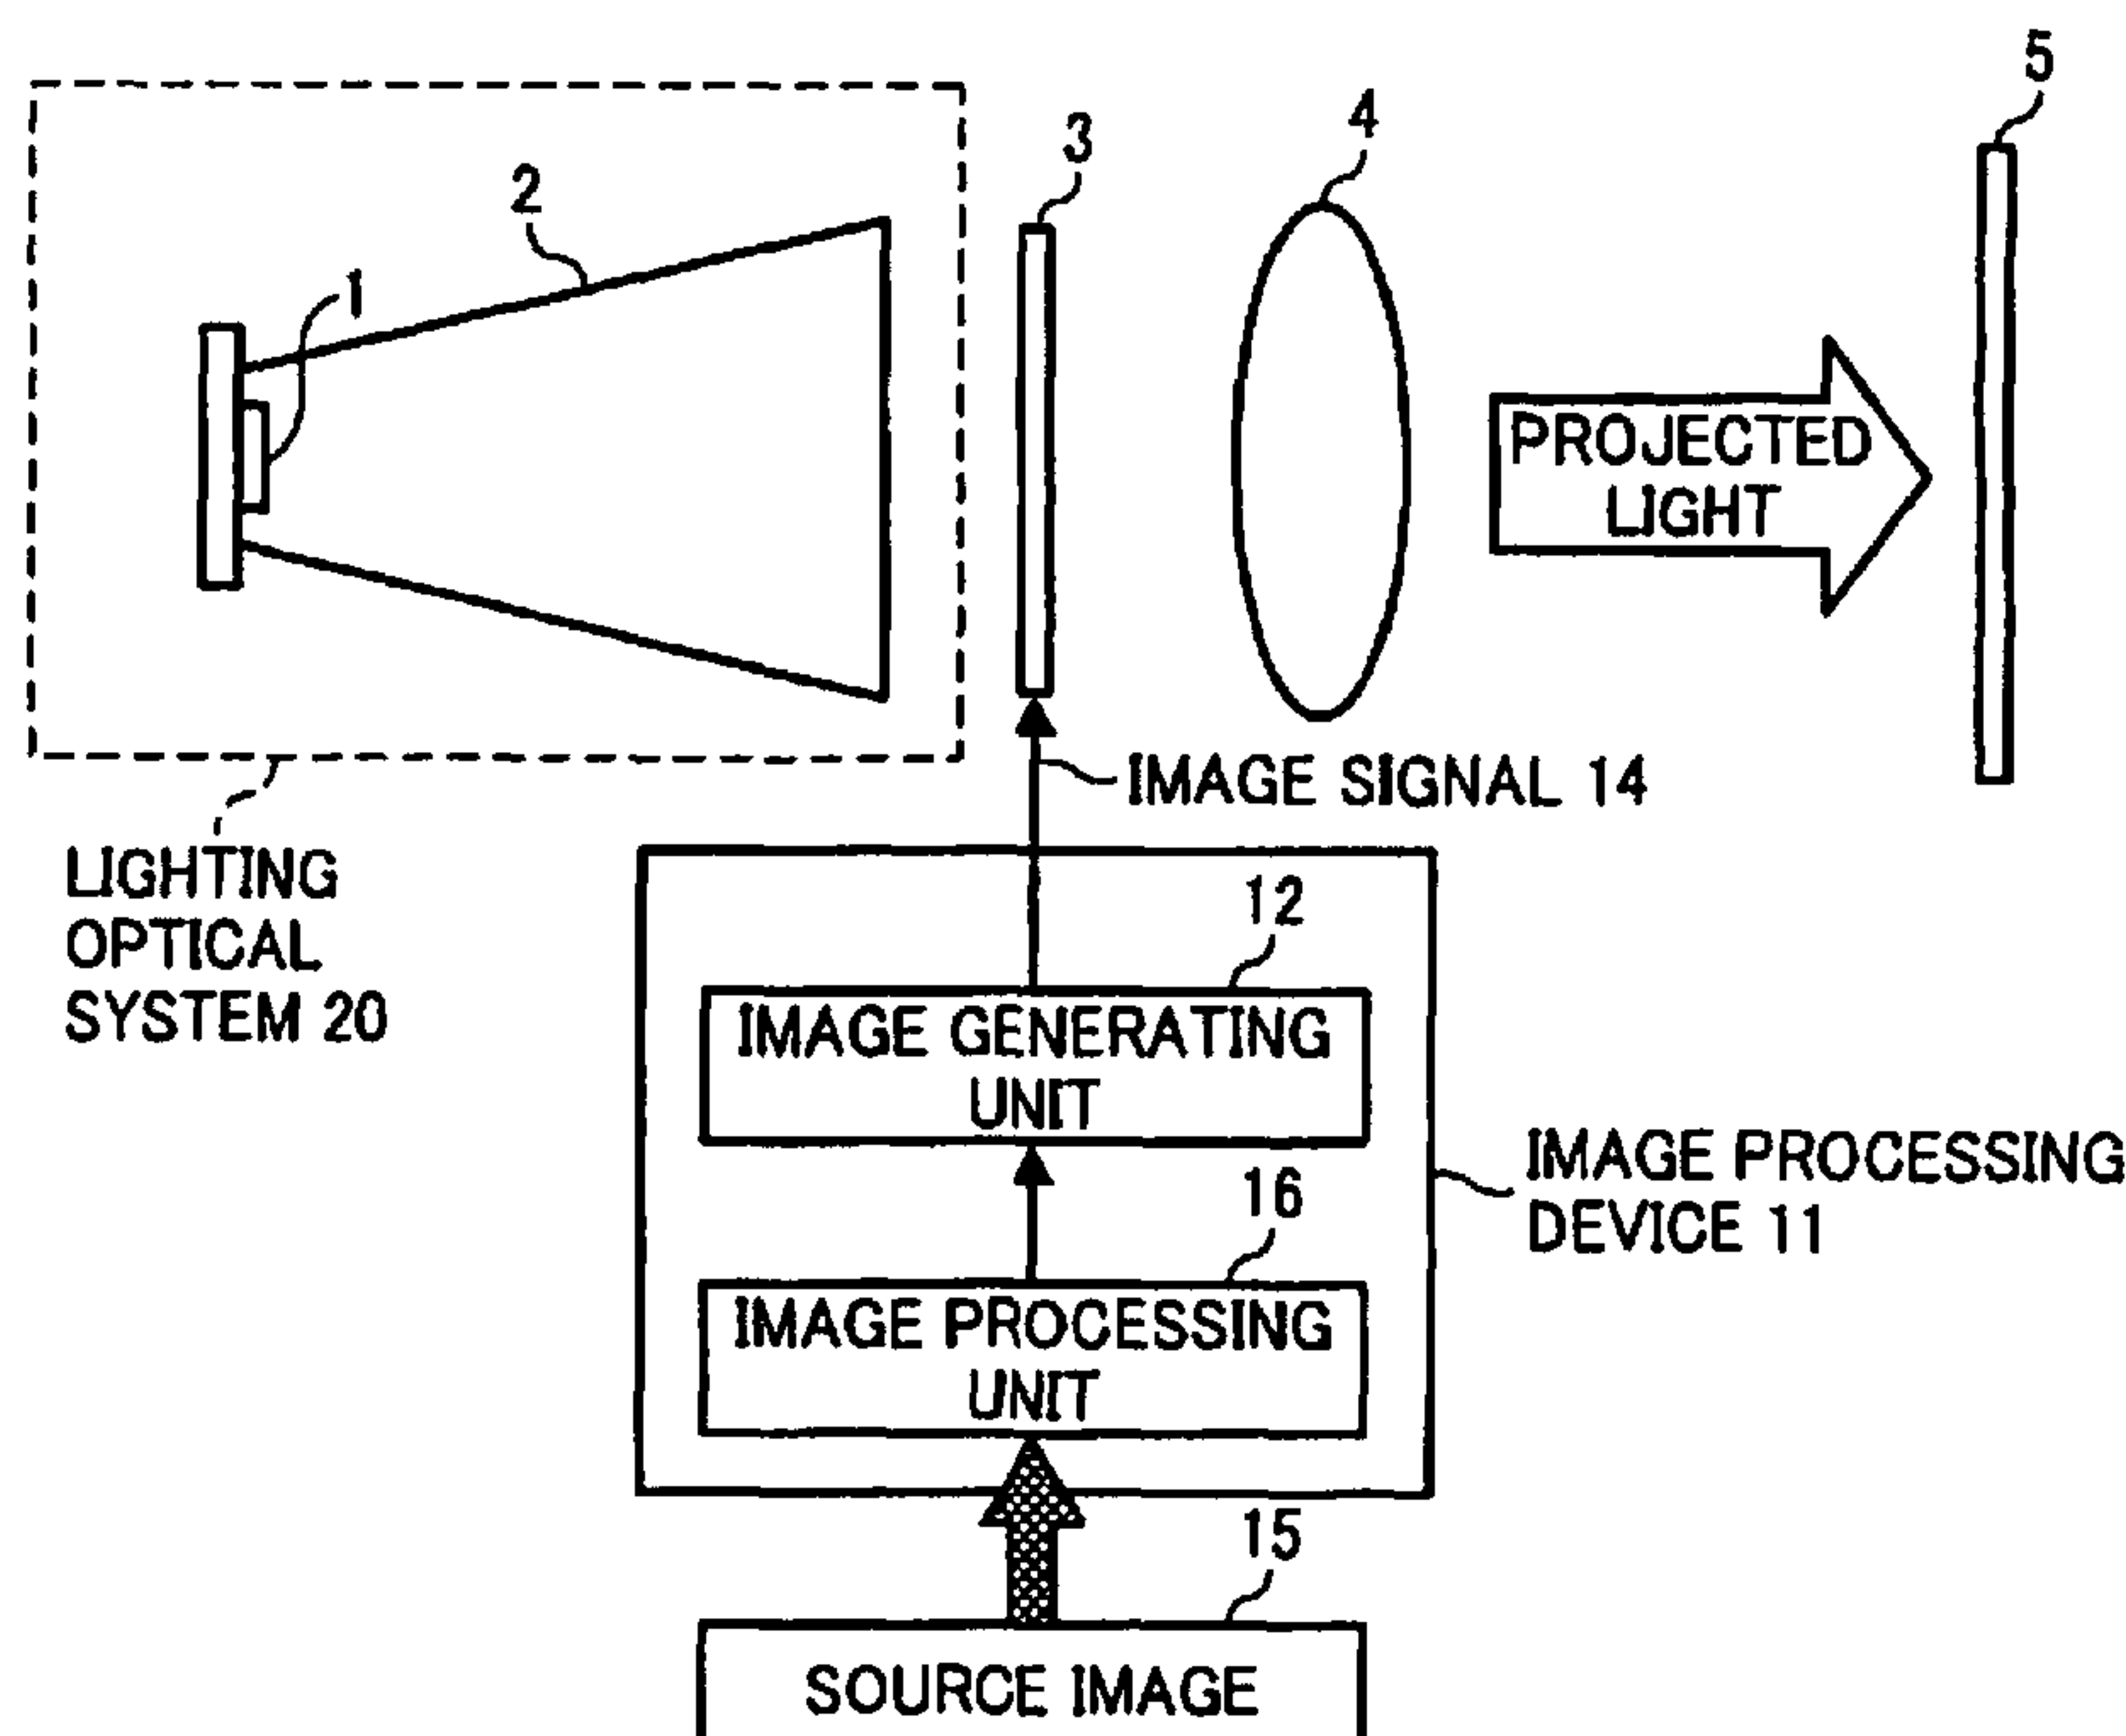 5
4
3
2
1
PROJECTED
LIGHT
IMAGE SIGNAL 14
LIGHTING
OPTICAL
SYSTEM 20
12
IMAGE GENERATING
UNIT
IMAGE PROCESSING
DEVICE 11
16
IMAGE PROCESSING
UNIT
15
SOURCE IMAGE